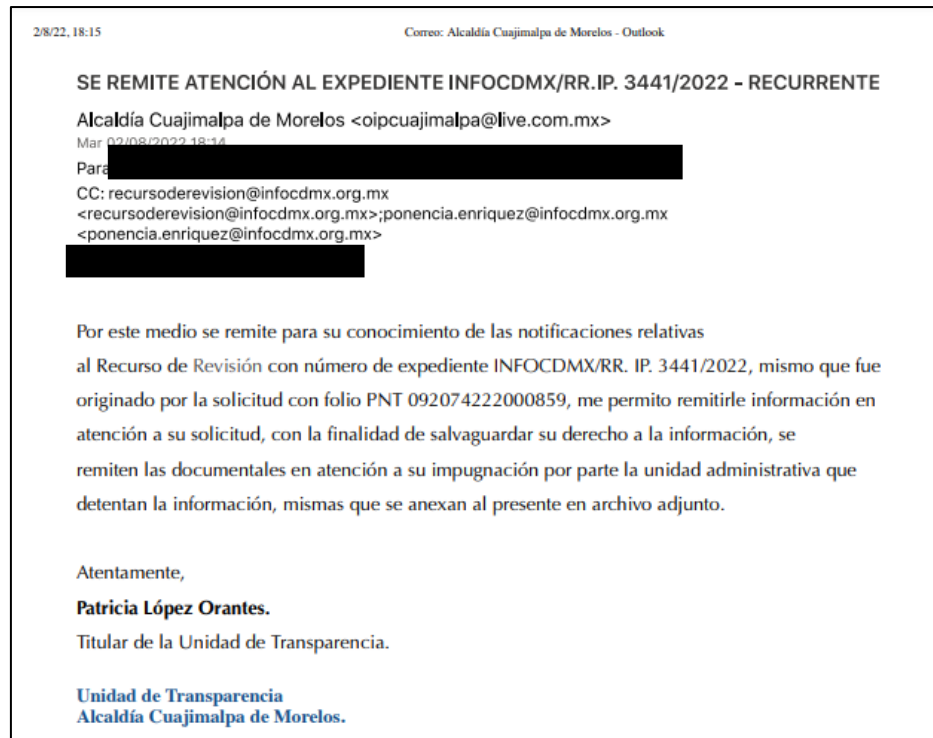 2/8/22, 18:15
Correo: Alcaldía Cuajimalpa de Morelos - Outlook
SE REMITE ATENCIÓN AL EXPEDIENTE INFOCDMX/RR.IP. 3441/2022 – RECURRENTE
Alcaldía Cuajimalpa de Morelos <oipcuajimalpa@live.com.mx>
Mar 02/08/2022 18:14
Para
CC: recursoderevision@infocdmx.org.mx
<recursoderevision@infocdmx.org.mx>;ponencia.enriquez@infocdmx.org.mx
<ponencia.enriquez@infocdmx.org.mx>
Por este medio se remite para su conocimiento de las notificaciones relativas
al Recurso de Revisión con número de expediente INFOCDMX/RR. IP. 3441/2022, mismo que fue
originado por la solicitud con folio PNT 092074222000859, me permito remitirle información en
atención a su solicitud, con la finalidad de salvaguardar su derecho a la información, se
remiten las documentales en atención a su impugnación por parte la unidad administrativa que
detentan la información, mismas que se anexan al presente en archivo adjunto.
Atentamente,
Patricia López Orantes.
Titular de la Unidad de Transparencia.
Unidad de Transparencia
Alcaldía Cuajimalpa de Morelos.